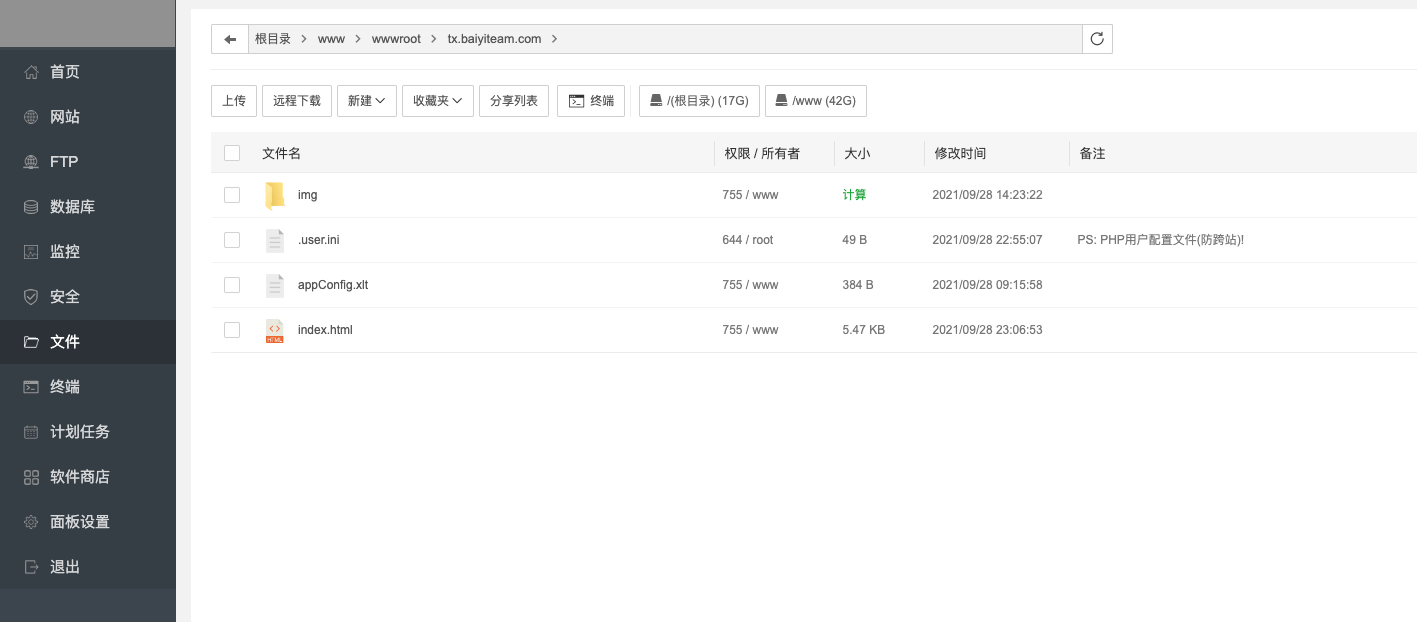 根目录 www wwwroot tx.baiyiteam.com
首页
网站
FTP
数据库
监控
安全
文件
终端
计划任务
软件商店
面板设置
退出
上传 远程下载 新建 收藏夹 分享列表 终端 /(根目录) (17G) /www (42G)
文件名 权限 / 所有者 大小 修改时间 备注
img 755 / www 计算 2021/09/28 14:23:22
.user.ini 644 / root 49 B 2021/09/28 22:55:07 PS: PHP用户配置文件(防跨站)!
appConfig.xlt 755 / www 384 B 2021/09/28 09:15:58
HTML index.html 755 / www 5.47 KB 2021/09/28 23:06:53